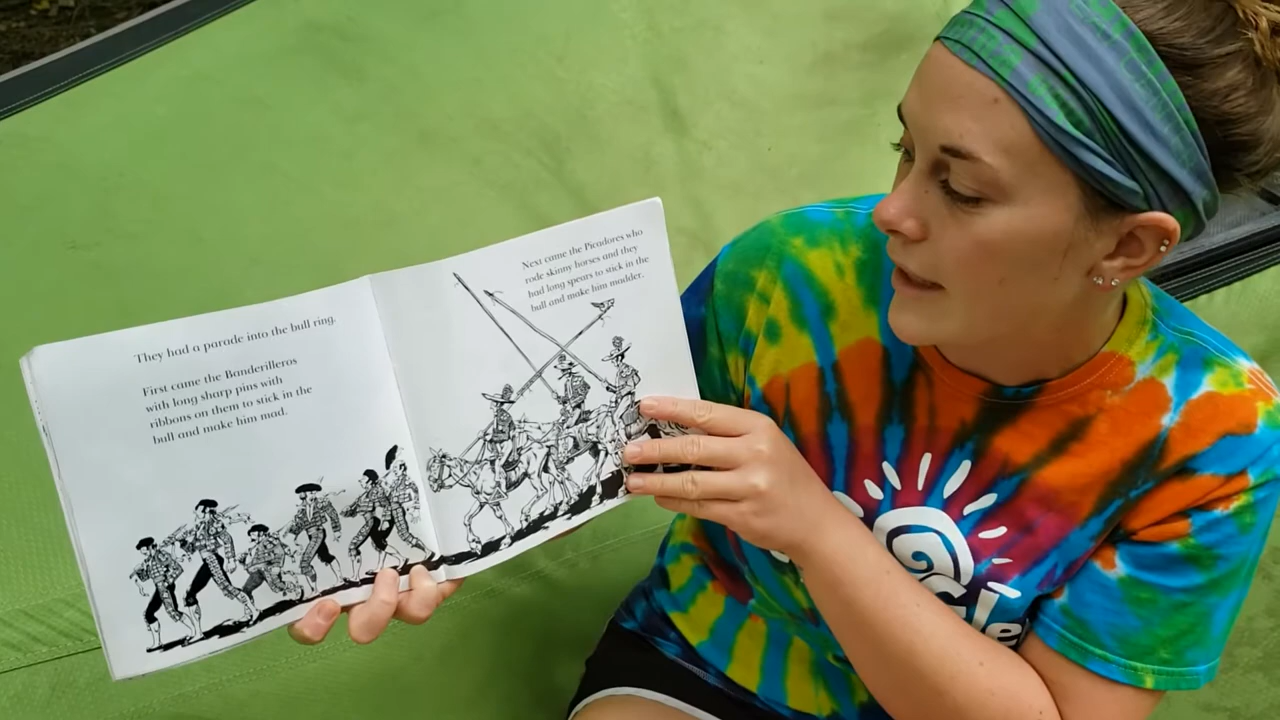 They had a parade into the bull ring.
First came the Banderilleros
with long sharp pins with
ribbons on them to stick in the
bull and make him mad.
Next came the Picadores who
rode skinny horses and they
had long spears to stick in the
bull and make him madder.